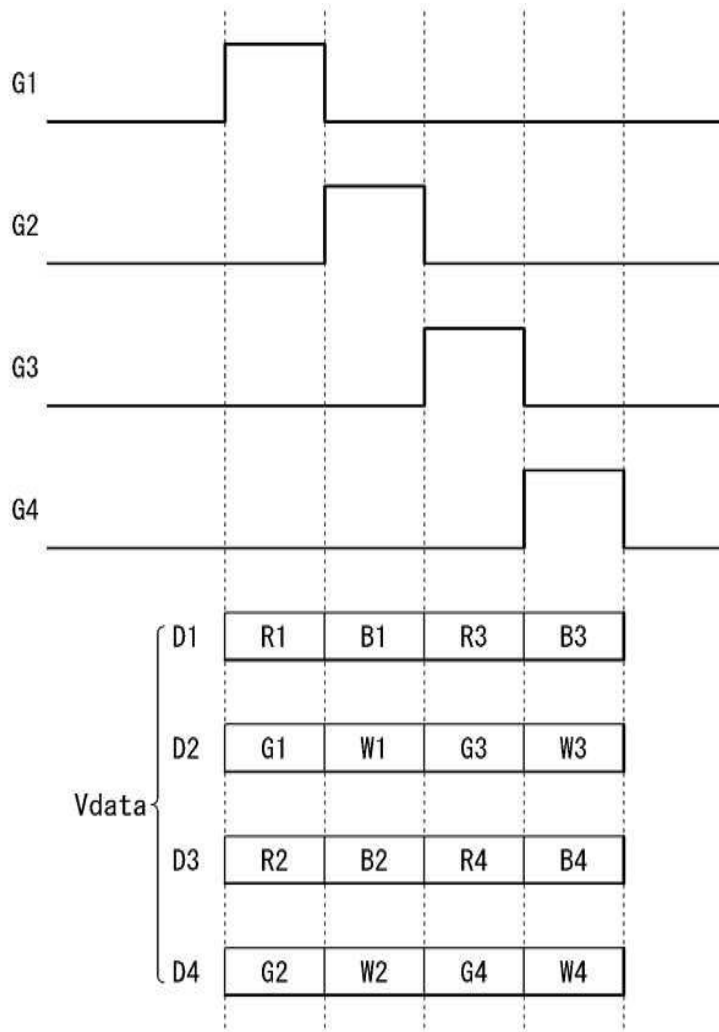 G1
G2
G3
G4
D1 R1 B1 R3 B3
D2 G1 W1 G3 W3
Vdata
D3 R2 B2 R4 B4
D4 G2 W2 G4 W4